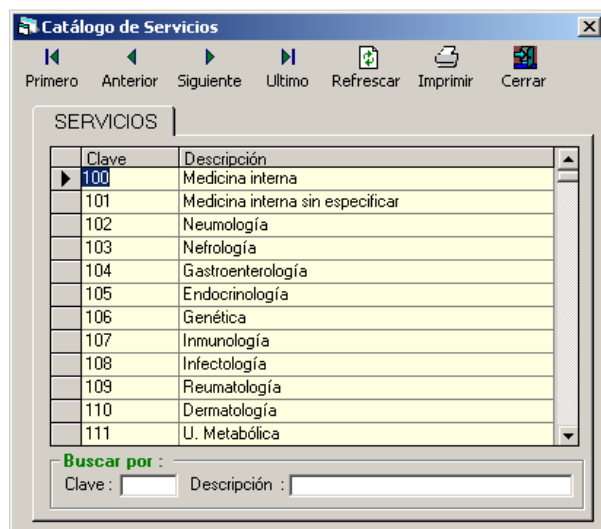 Catálogo de Servicios
Primero Anterior Siguiente Ultimo Refrescar Imprimir Cerrar
SERVICIOS
Clave Descripción
100 Medicina interna
101 Medicina interna sin especificar
102 Neumología
103 Nefrología
104 Gastroenterología
105 Endocrinología
106 Genética
107 Inmunología
108 Infectología
109 Reumatología
110 Dermatología
111 U. Metabólica
Buscar por :
Clave : Descripción :